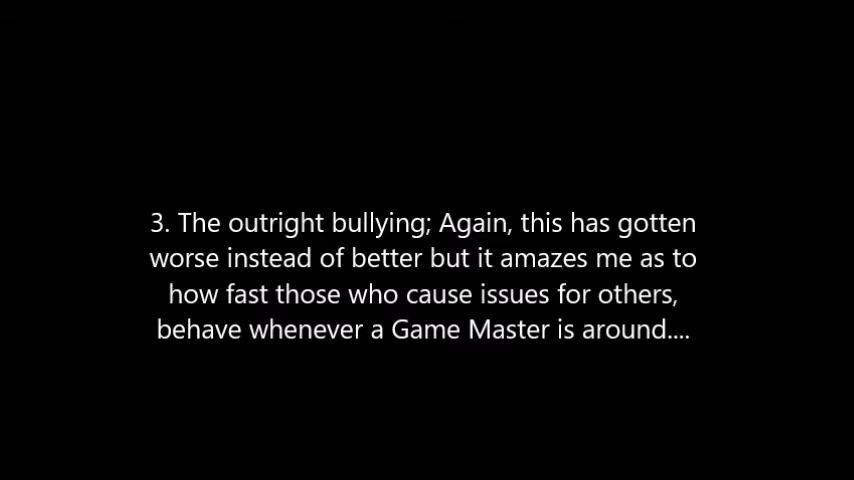 3. The outright bullying; Again, this has gotten
worse instead of better but it amazes me as to
how fast those who cause issues for others,
behave whenever a Game Master is around....